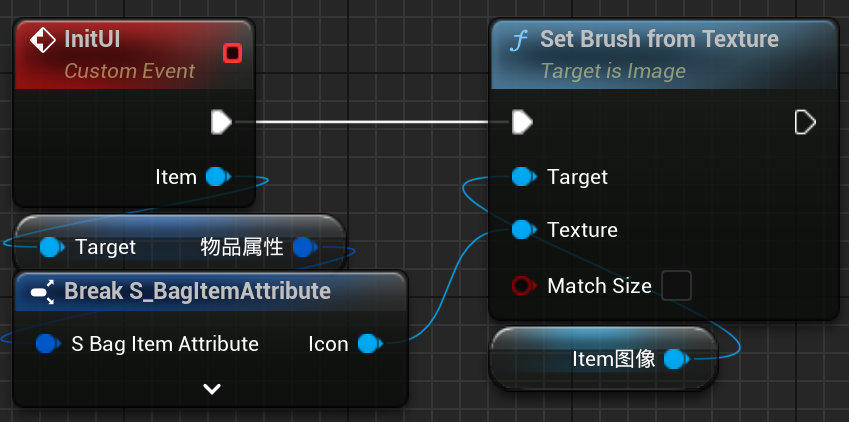 InitUI
Custom Event
Item
Target 物品属性
Break S_BagItemAttribute
S Bag Item Attribute Icon
Set Brush from Texture
Target is Image
Target
Texture
Match Size
Item图像